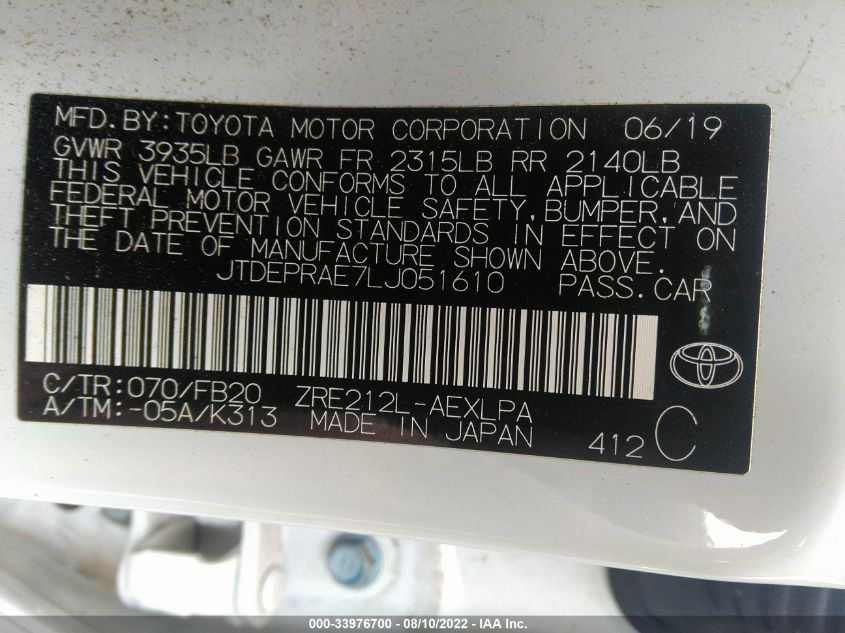 MFD.BY:TOYOTA MOTOR CORPORATION 06/19
GVWR 3935LB GAWR FR 2315LB RR 2140LB
THIS VEHICLE CONFORMS TO ALL APPLICABLE
FEDERAL MOTOR VEHICLE SAFETY,BUMPER,AND
THEFT PREVENTION STANDARDS IN EFFECT ON
THE DATE OF MANUFACTURE SHOWN ABOVE.
JTDEPRAE7LJ051610 PASS.CAR
C/TR:070/FB20 ZRE212L-AEXLPA
A/TM:-05A/K313 MADE IN JAPAN 412 C
000-33976700 - 08/10/2022 - IAA Inc.